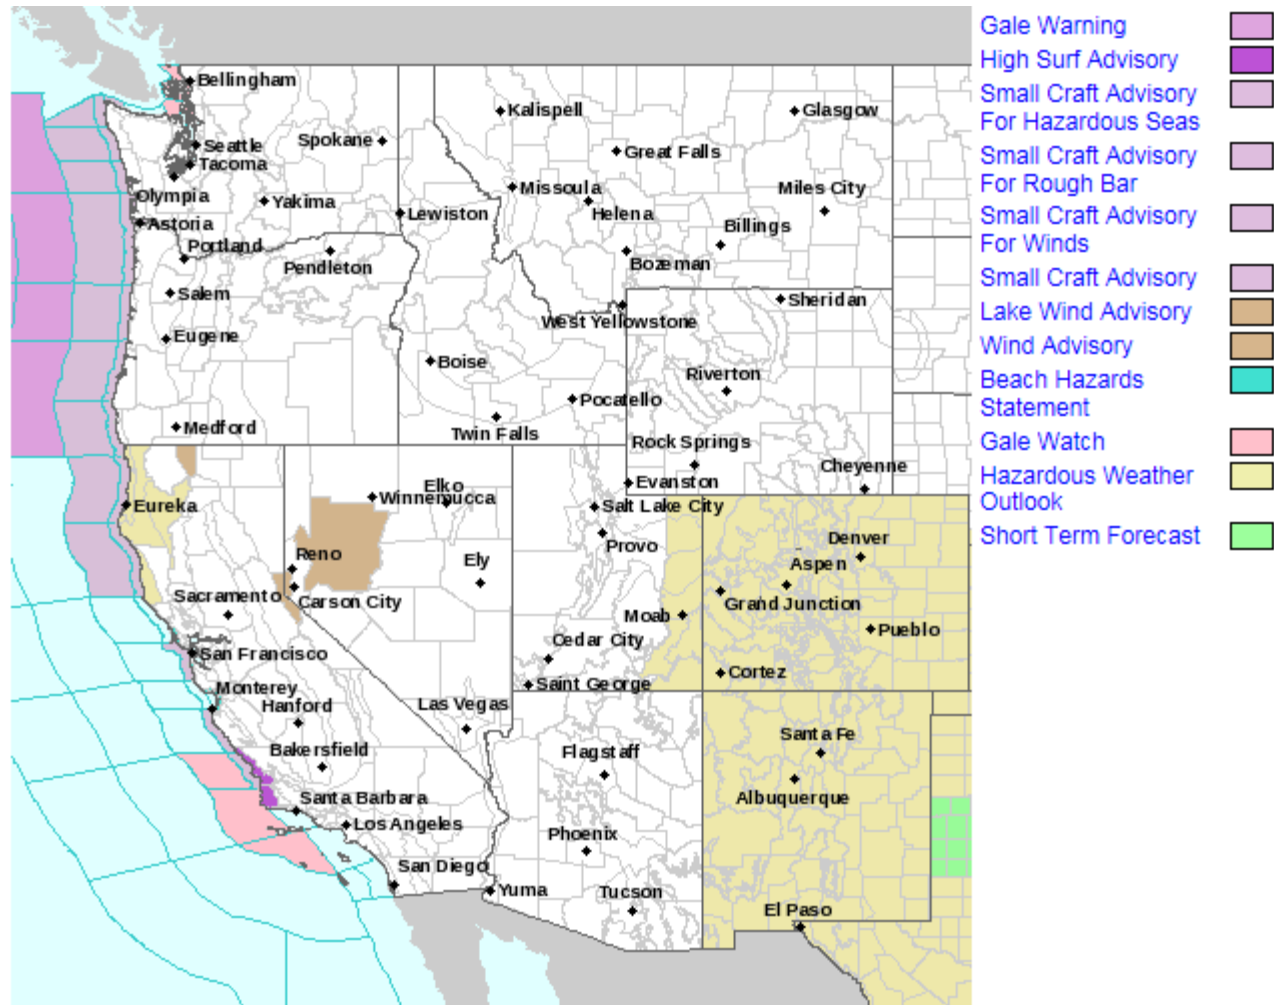 Gale Warning
High Surf Advisory
Small Craft Advisory
For Hazardous Seas
Small Craft Advisory
For Rough Bar
Small Craft Advisory
For Winds
Small Craft Advisory
Lake Wind Advisory
Wind Advisory
Beach Hazards
Statement
Gale Watch
Hazardous Weather
Outlook
Short Term Forecast
Bellingham
Kalispell
Glasgow
Seattle
Spokane
Great Falls
Tacoma
Olympia
Yakima
Missoula
Miles City
Astoria
Lewiston
Helena
Billings
Portland
Pendleton
Bozeman
Salem
Sheridan
West Yellowstone
Eugene
Boise
Riverton
Pocatello
Medford
Twin Falls
Rock Springs
Cheyenne
Evanston
Elko
Winnemucca
Eureka
Salt Lake City
Provo
Denver
Reno
Ely
Aspen
Sacramento
Carson City
Grand Junction
Moab
Pueblo
San Francisco
Cedar City
Cortez
Monterey
Saint George
Hanford
Las Vegas
Bakersfield
Flagstaff
Santa Fe
Santa Barbara
Albuquerque
Los Angeles
Phoenix
San Diego
Yuma
Tucson
El Paso